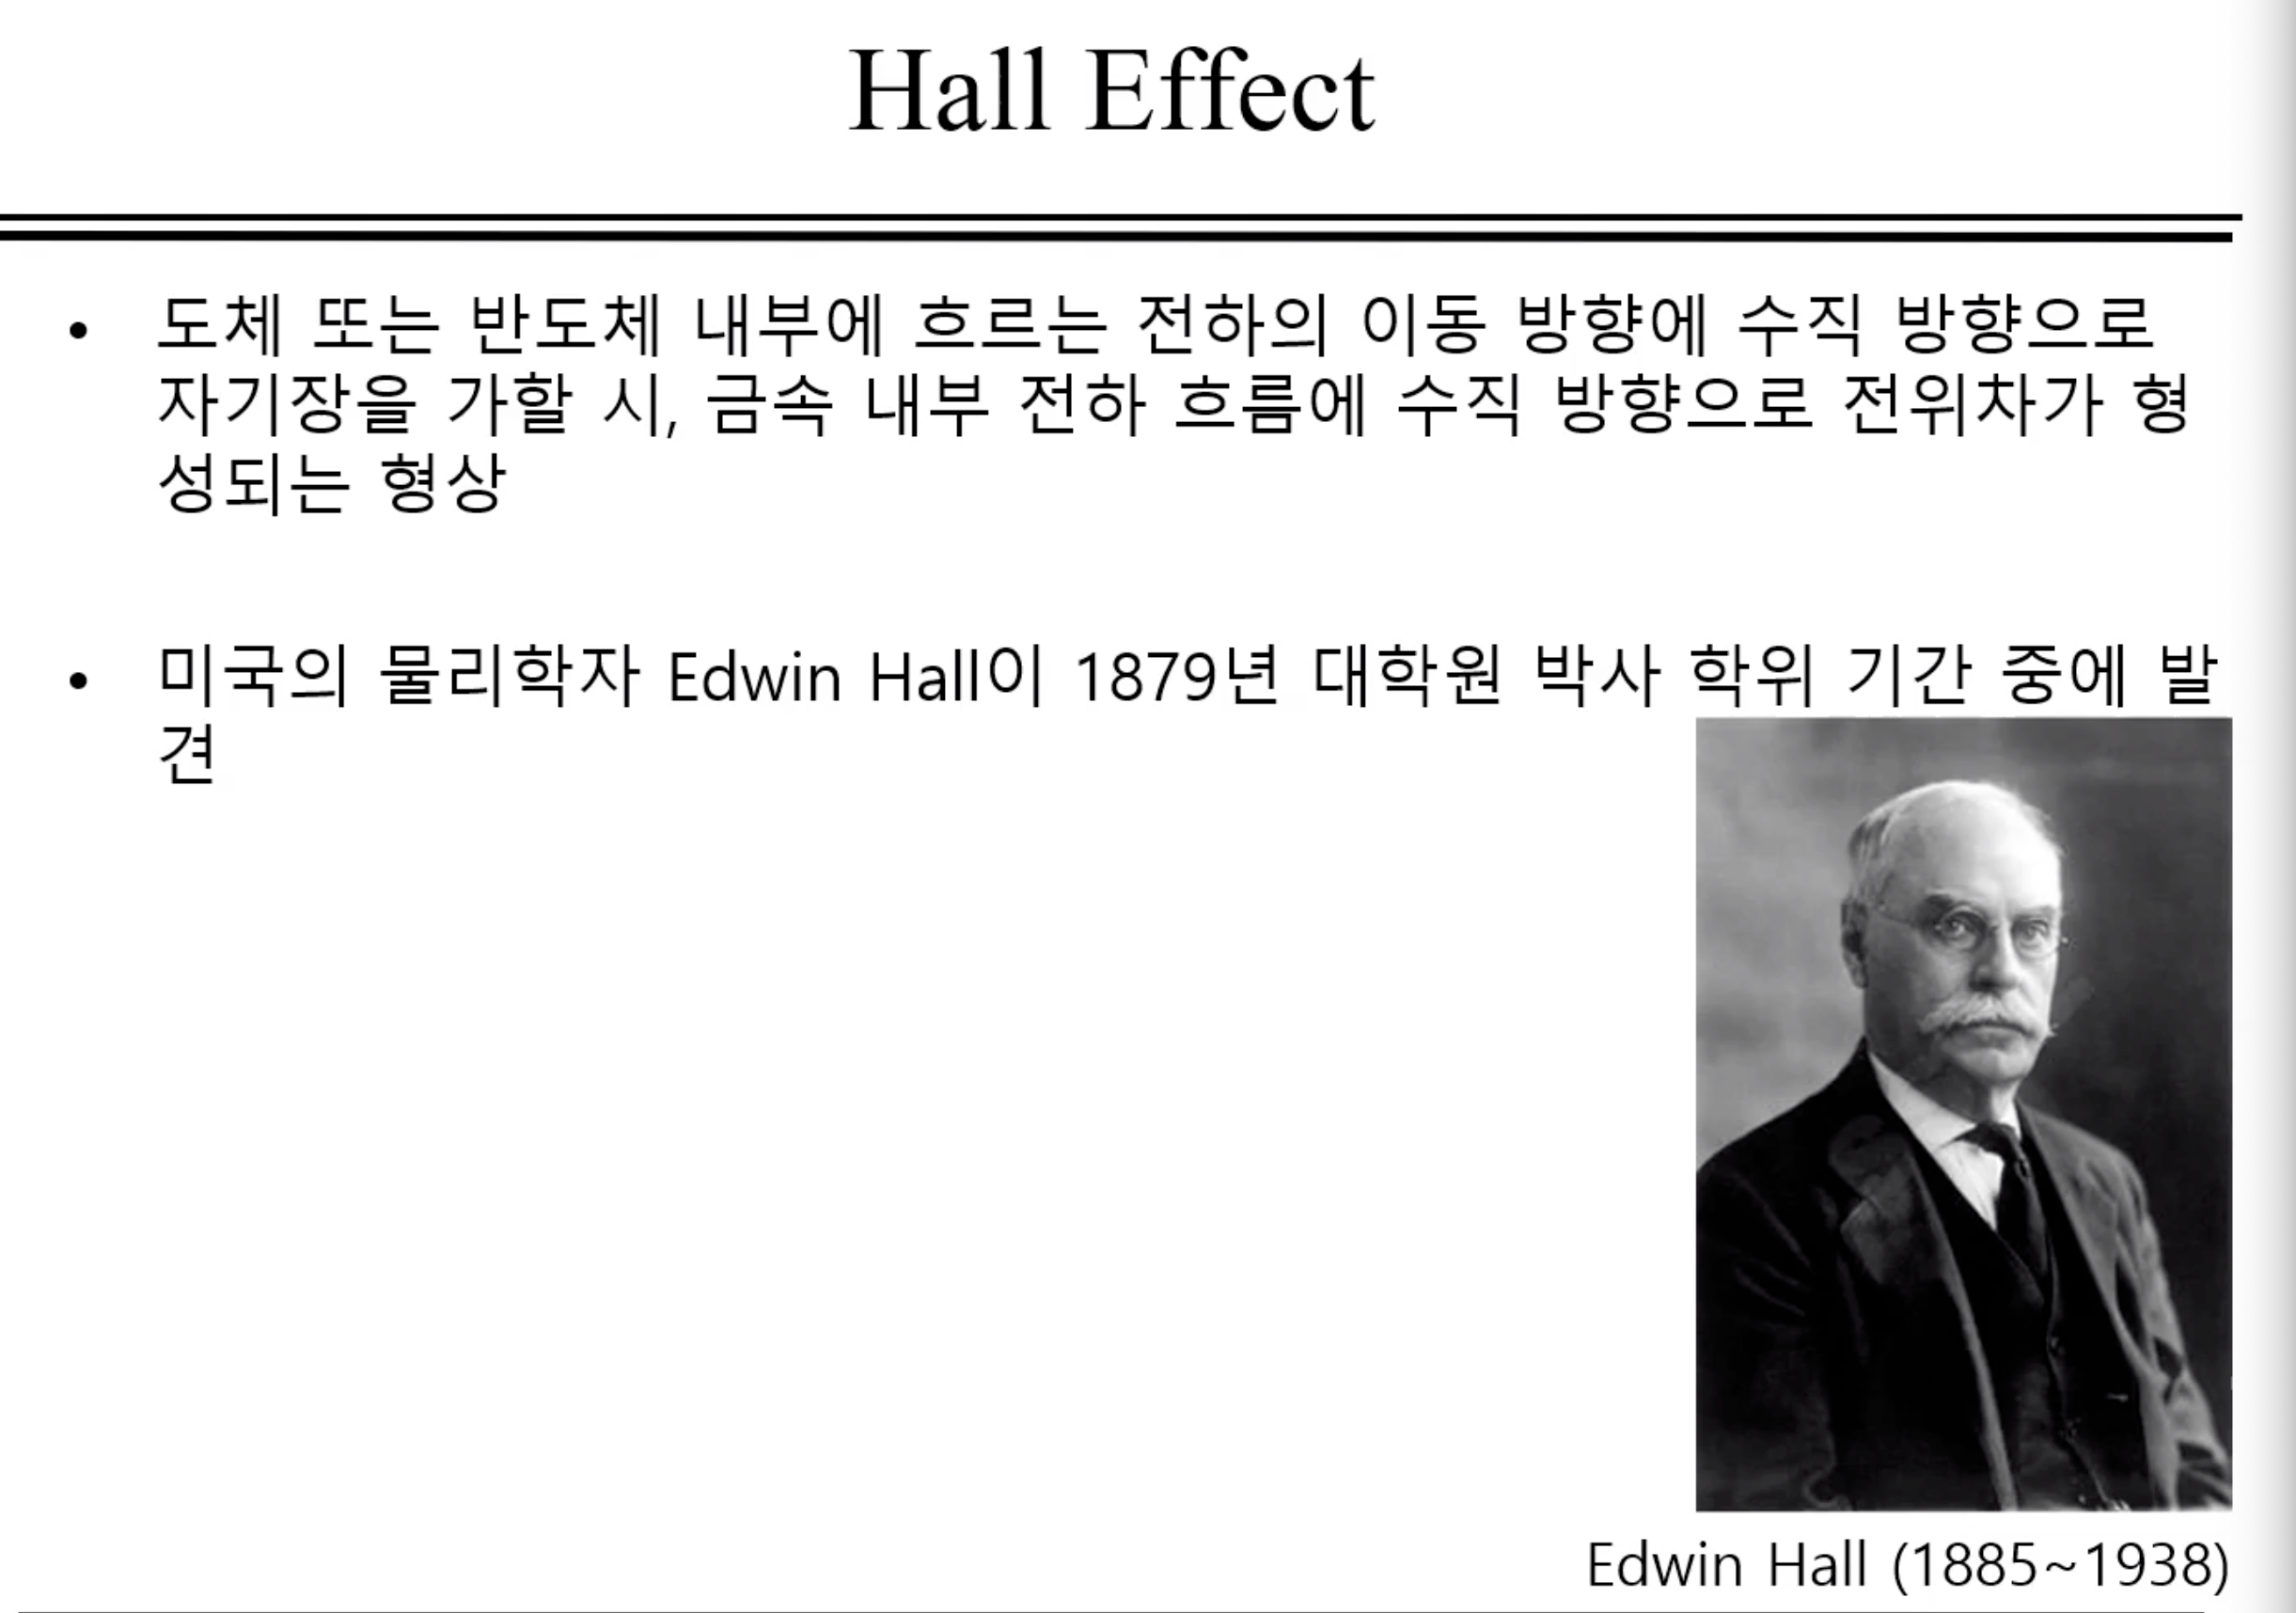 Hall Effect
• 도체 또는 반도체 내부에 흐르는 전하의 이동 방향에 수직 방향으로
자기장을 가할 시, 금속 내부 전하 흐름에 수직 방향으로 전위차가 형
성되는 형상
• 미국의 물리학자 Edwin Hall이 1879년 대학원 박사 학위 기간 중에 발
견
Edwin Hall (1885~1938)